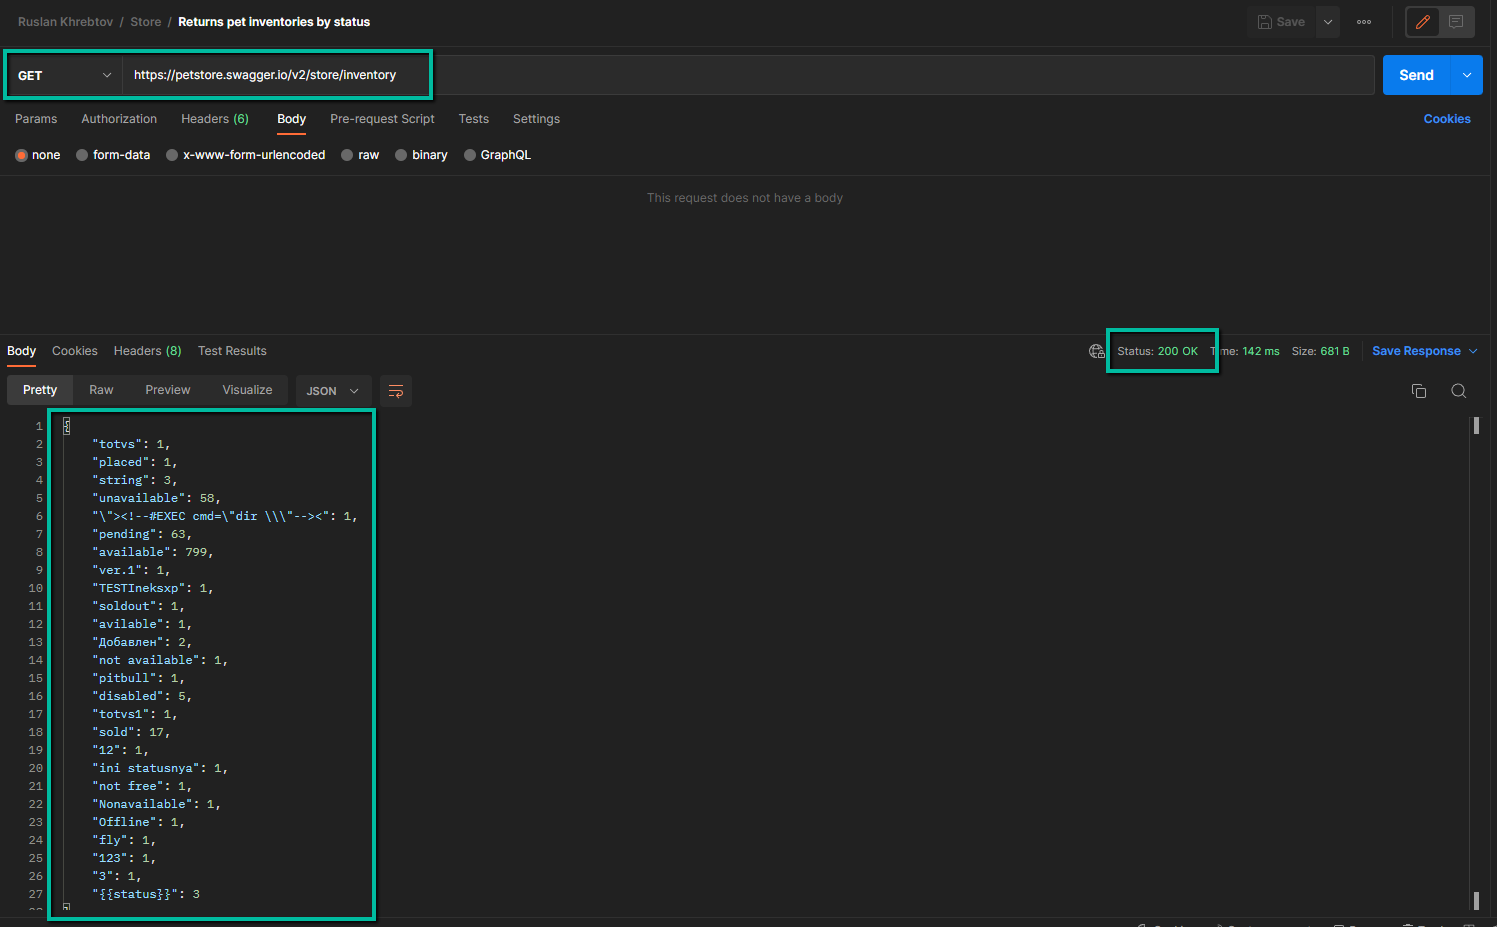 Ruslan Khrebtov / Store / Returns pet inventories by status
Save
GET https://petstore.swagger.io/v2/store/inventory
Send
Params Authorization Headers (6) Body Pre-request Script Tests Settings Cookies
none form-data x-www-form-urlencoded raw binary GraphQL
This request does not have a body
Body Cookies Headers (8) Test Results Status: 200 OK Time: 142 ms Size: 681 B Save Response
Pretty Raw Preview Visualize JSON
1 {
2 "totvs": 1,
3 "placed": 1,
4 "string": 3,
5 "unavailable": 58,
6 "\"><!--#EXEC cmd=\"dir \\\"--><": 1,
7 "pending": 63,
8 "available": 799,
9 "ver.1": 1,
10 "TESTIneksxp": 1,
11 "soldout": 1,
12 "avilable": 1,
13 "Добавлен": 2,
14 "not available": 1,
15 "pitbull": 1,
16 "disabled": 5,
17 "totvs1": 1,
18 "sold": 17,
19 "12": 1,
20 "ini statusnya": 1,
21 "not free": 1,
22 "Nonavailable": 1,
23 "Offline": 1,
24 "fly": 1,
25 "123": 1,
26 "3": 1,
27 "{{status}}": 3